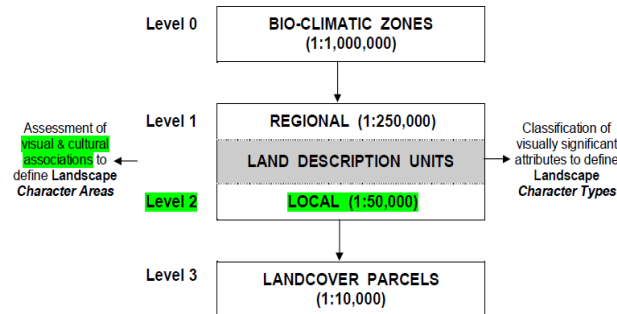 Level 0
BIO-CLIMATIC ZONES
(1:1,000,000)
Assessment of
visual & cultural
associations to
define Landscape
Character Areas
Level 1
REGIONAL (1:250,000)
LAND DESCRIPTION UNITS
Level 2
LOCAL (1:50,000)
Classification of
visually significant
attributes to define
Landscape
Character Types
Level 3
LANDCOVER PARCELS
(1:10,000)